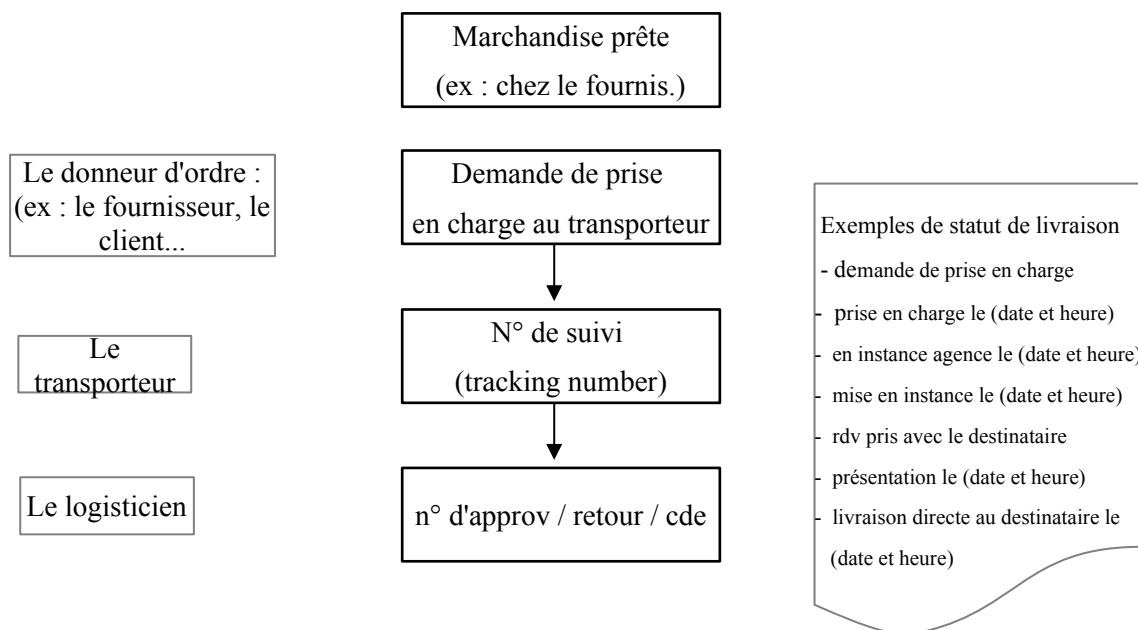 Marchandise prête
(ex : chez le fournis.)
Le donneur d'ordre :
(ex : le fournisseur, le
client...
Demande de prise
en charge au transporteur
Le
transporteur
N° de suivi
(tracking number)
Le logisticien
n° d'approv / retour / cde
Exemples de statut de livraison
- demande de prise en charge
- prise en charge le (date et heure)
- en instance agence le (date et heure)
- mise en instance le (date et heure)
- rdv pris avec le destinataire
- présentation le (date et heure)
- livraison directe au destinataire le
(date et heure)